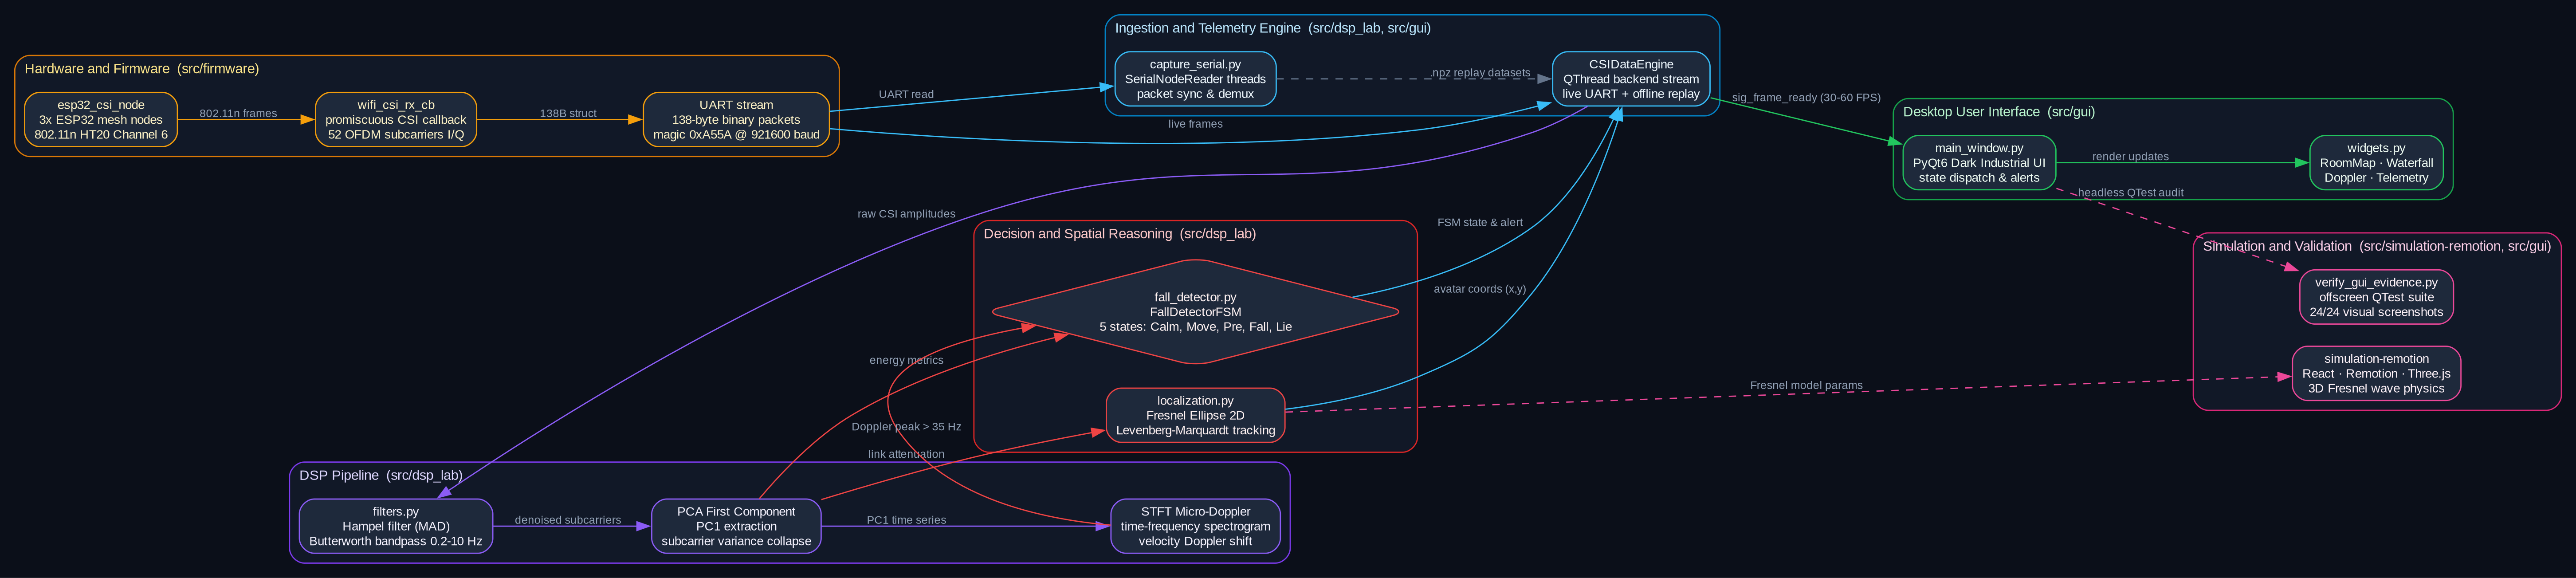 Hardware and Firmware  (src/firmware)
esp32_csi_node
3x ESP32 mesh nodes
802.11n HT20 Channel 6
802.11n frames
wifi_csi_rx_cb
promiscuous CSI callback
52 OFDM subcarriers I/Q
138B struct
UART stream
138-byte binary packets
magic 0xA55A @ 921600 baud
UART read
live frames
Ingestion and Telemetry Engine  (src/dsp_lab, src/gui)
capture_serial.py
SerialNodeReader threads
packet sync & demux
.npz replay datasets
CSIDataEngine
QThread backend stream
live UART + offline replay
sig_frame_ready (30-60 FPS)
Desktop User Interface  (src/gui)
main_window.py
PyQt6 Dark Industrial UI
state dispatch & alerts
render updates
widgets.py
RoomMap · Waterfall
Doppler · Telemetry
headless QTest audit
raw CSI amplitudes
Decision and Spatial Reasoning  (src/dsp_lab)
fall_detector.py
FallDetectorFSM
5 states: Calm, Move, Pre, Fall, Lie
FSM state & alert
avatar coords (x,y)
energy metrics
Doppler peak > 35 Hz
link attenuation
localization.py
Fresnel Ellipse 2D
Levenberg-Marquardt tracking
Fresnel model params
Simulation and Validation  (src/simulation-remotion, src/gui)
verify_gui_evidence.py
offscreen QTest suite
24/24 visual screenshots
simulation-remotion
React · Remotion · Three.js
3D Fresnel wave physics
DSP Pipeline  (src/dsp_lab)
filters.py
Hampel filter (MAD)
Butterworth bandpass 0.2-10 Hz
denoised subcarriers
PCA First Component
PC1 extraction
subcarrier variance collapse
PC1 time series
STFT Micro-Doppler
time-frequency spectrogram
velocity Doppler shift